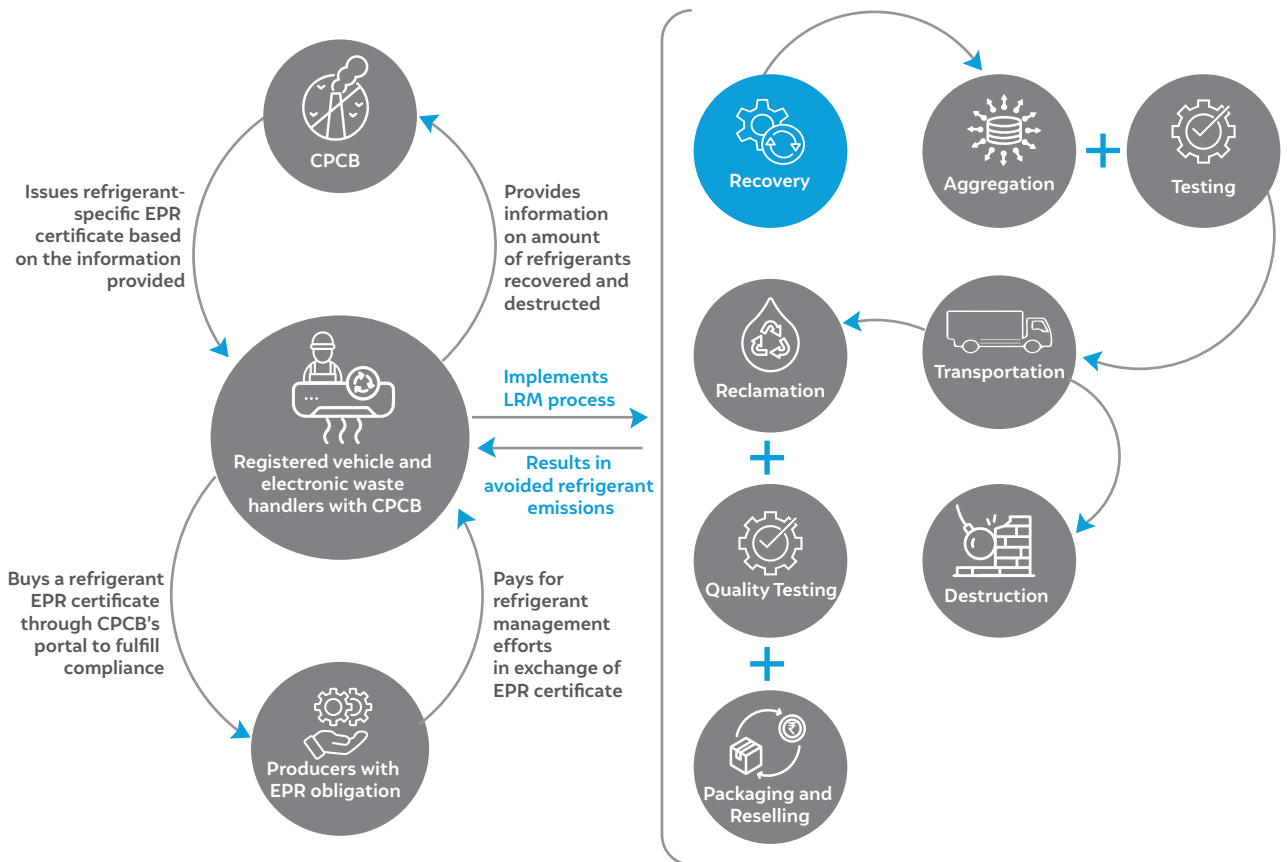 CPCB
Issues refrigerant-
specific EPR
certificate based
on the information
provided
Provides
information
on amount
of refrigerants
recovered and
destructed
Registered vehicle and
electronic waste
handlers with CPCB
Implements
LRM process
Results in
avoided refrigerant
emissions
Buys a refrigerant
EPR certificate
through CPCB's
portal to fulfill
compliance
Pays for
refrigerant
management
efforts
in exchange of
EPR certificate
Producers with
EPR obligation
Recovery
Aggregation
+
Testing
Reclamation
Transportation
+
Quality Testing
Destruction
+
₹
Packaging and
Reselling